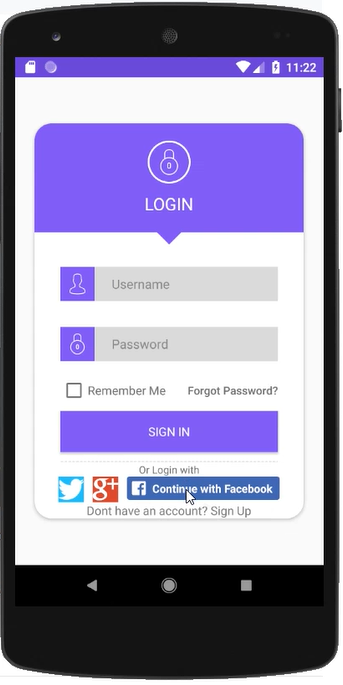 11:22
LOGIN
Username
Password
Remember Me Forgot Password?
SIGN IN
Or Login with
g+ f Continue with Facebook
Dont have an account? Sign Up